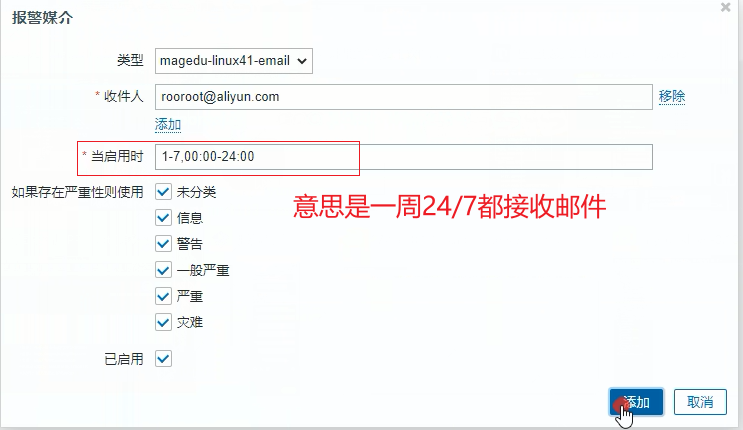 报警媒介
类型 magedu-linux41-email
* 收件人 rooroot@aliyun.com 移除
添加
* 当启用时 1-7,00:00-24:00
如果存在严重性则使用 未分类
信息
意思是一周24/7都接收邮件
警告
一般严重
严重
灾难
已启用
添加 取消